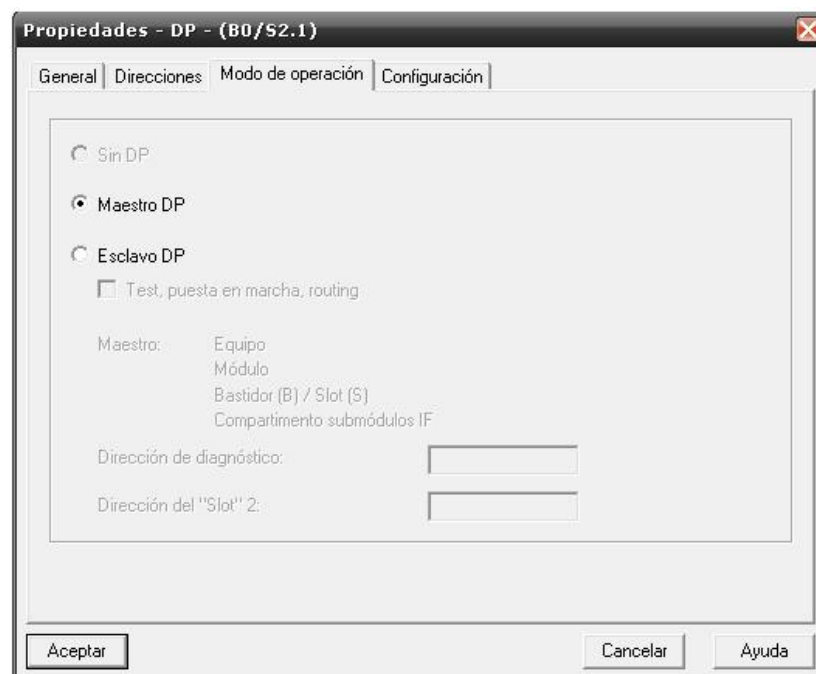 Propiedades - DP - (B0/S2.1)
General Direcciones Modo de operación Configuración
Sin DP
Maestro DP
Esclavo DP
Test, puesta en marcha, routing
Maestro: Equipo
Módulo
Bastidor (B) / Slot (S)
Compartimento submódulos IF
Dirección de diagnóstico:
Dirección del "Slot" 2:
Aceptar Cancelar Ayuda